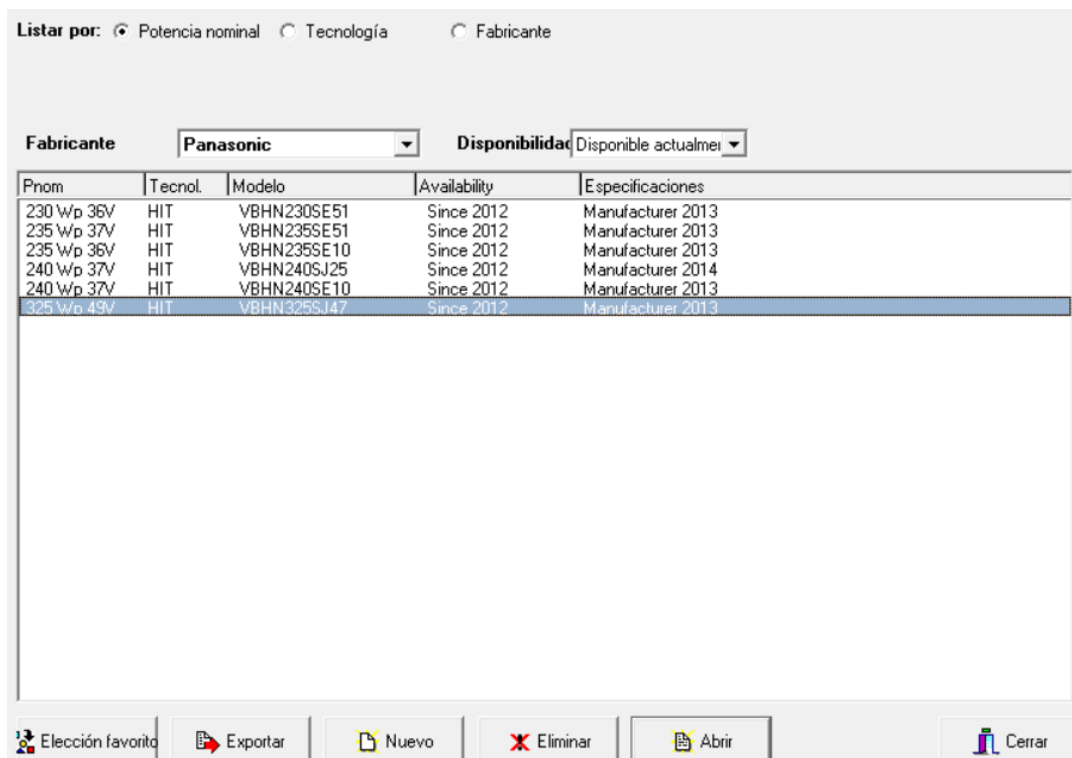 Listar por: Potencia nominal Tecnología Fabricante
Fabricante Panasonic Disponibilidad Disponible actualmei
Pnom Tecnol. Modelo Availability Especificaciones
230 Wp 36V HIT VBHN230SE51 Since 2012 Manufacturer 2013
235 Wp 37V HIT VBHN235SE51 Since 2012 Manufacturer 2013
235 Wp 36V HIT VBHN235SE10 Since 2012 Manufacturer 2013
240 Wp 37V HIT VBHN240SJ25 Since 2012 Manufacturer 2014
240 Wp 37V HIT VBHN240SE10 Since 2012 Manufacturer 2013
325 Wp 49V HIT VBHN325SJ47 Since 2012 Manufacturer 2013
Elección favorito Exportar Nuevo Eliminar Abrir Cerrar